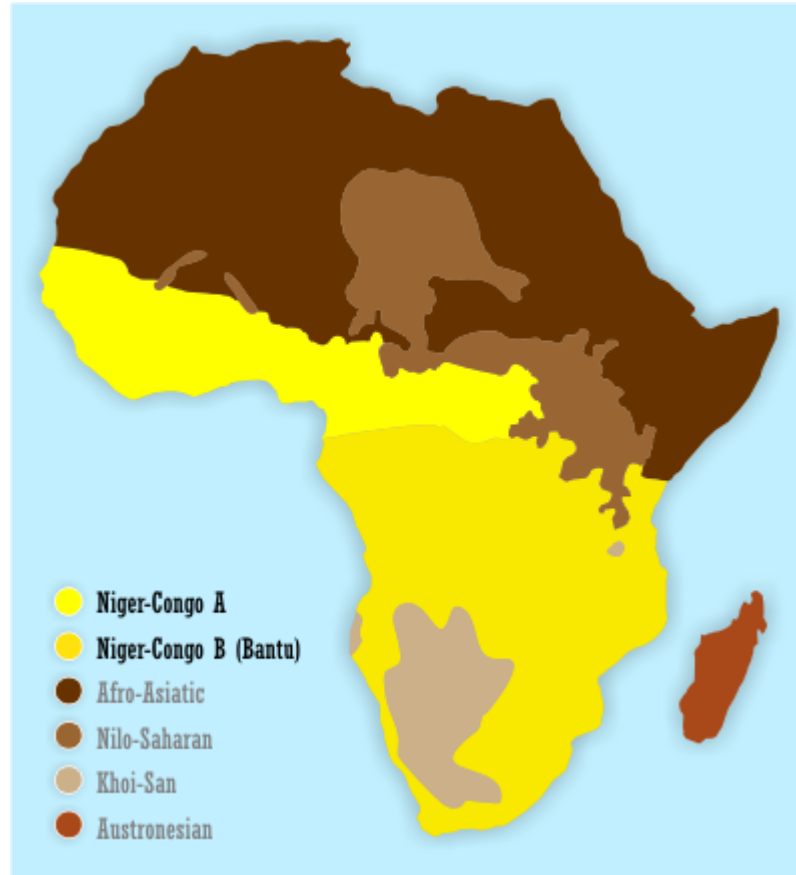 Niger-Congo A
Niger-Congo B (Bantu)
Afro-Asiatic
Nilo-Saharan
Khoi-San
Austronesian